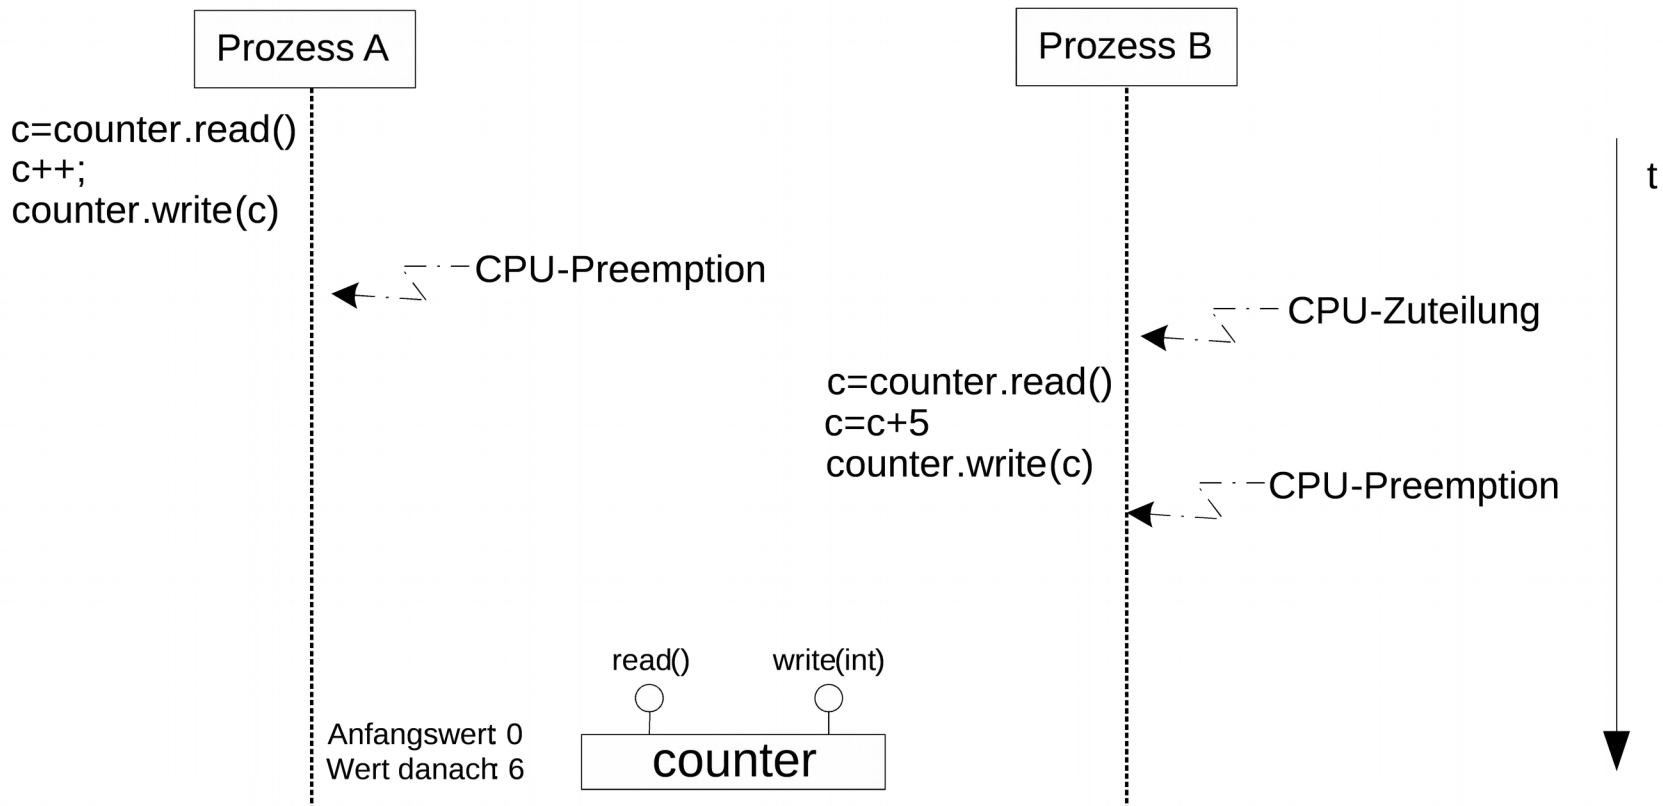 Prozess A
Prozess B
c=counter.read()
c++;
counter.write(c)
t
CPU-Preemption
CPU-Zuteilung
c=counter.read()
c=c+5
counter.write(c)
CPU-Preemption
read()
write(int)
Anfangswert: 0
Wert danach: 6
counter